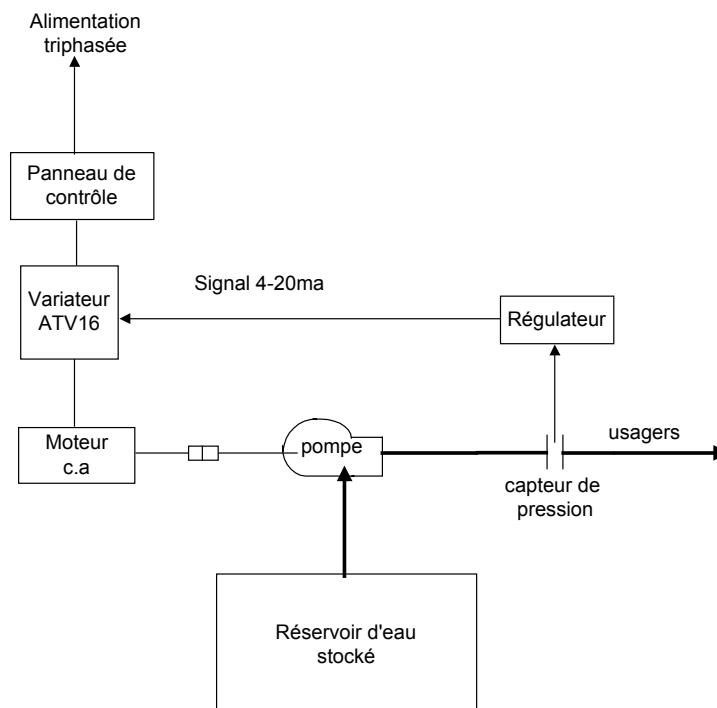 Alimentation
triphasée
Panneau de
contrôle
Variateur
ATV16
Signal 4-20ma
Régulateur
Moteur
c.a
pompe
usagers
capteur de
pression
Réservoir d'eau
stocké